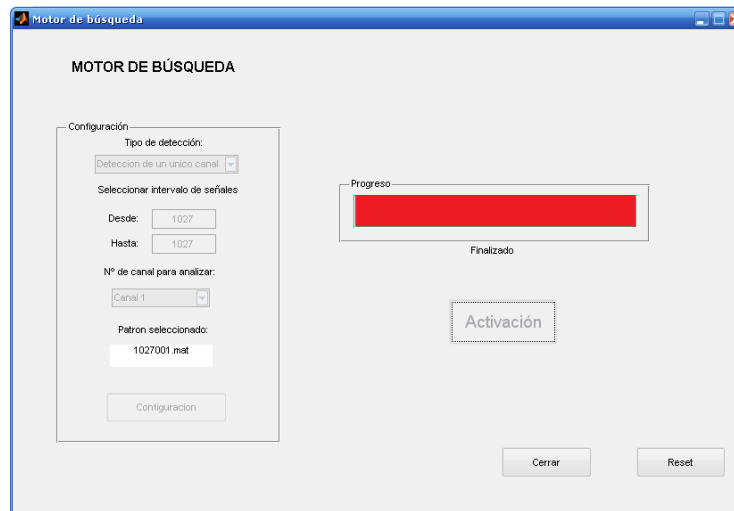 Motor de búsqueda
MOTOR DE BÚSQUEDA
Configuración
Tipo de detección:
Deteccion de un unico canal
Seleccionar intervalo de señales
Desde: 1027
Hasta: 1027
Nº de canal para analizar:
Canal 1
Patron seleccionado:
1027001.mat
Configuracion
Progreso
Finalizado
Activación
Cerrar
Reset